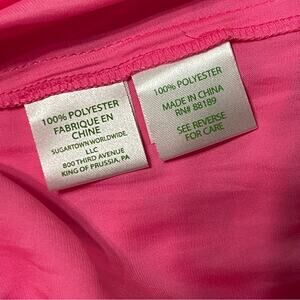 100% POLYESTER
FABRIQUE EN
CHINE
SUGARTOWN WORLDWIDE,
LLC
800 THIRD AVENUE
KING OF PRUSSIA, PA
100% POLYESTER
MADE IN CHINA
RN# 88189
SEE REVERSE
FOR CARE